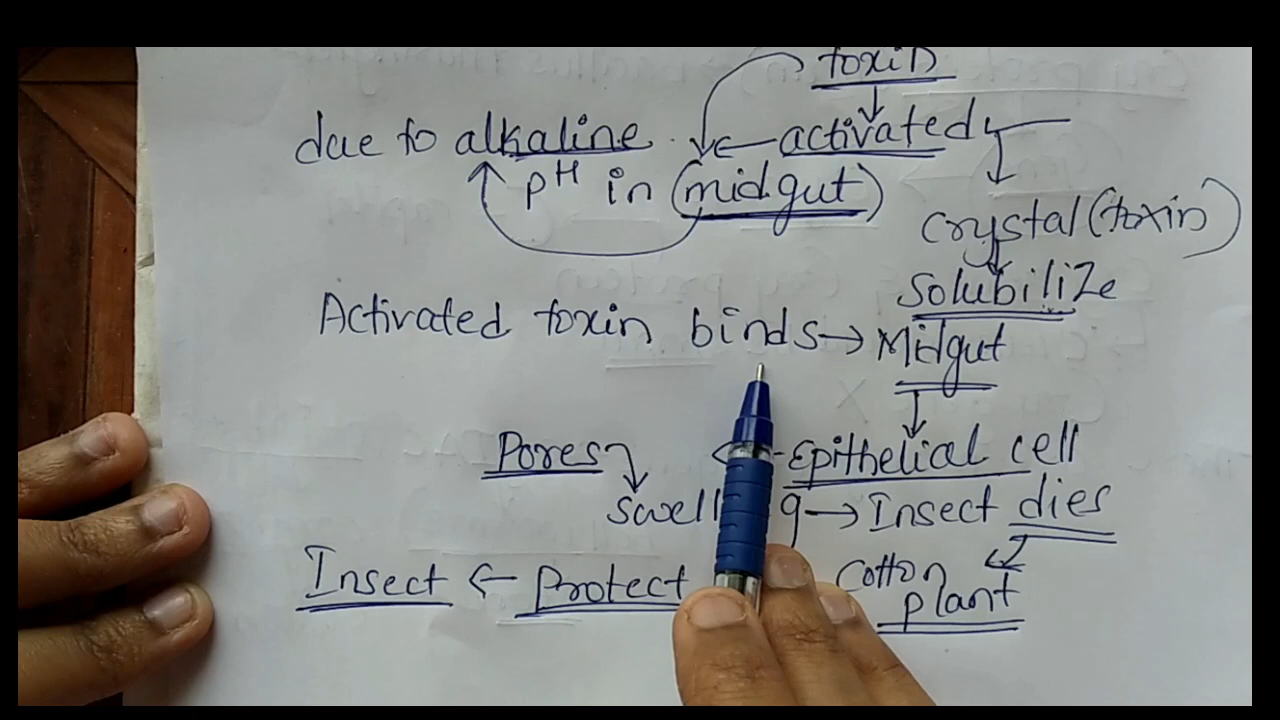 toxin
due to alkaline ← activated
pH in (midgut)
Crystal (toxin)
Solubilize
Activated toxin binds → Midgut
Pores ← Epithelial cell
→ Insect dies
Insect ← Protect Cotton
plant